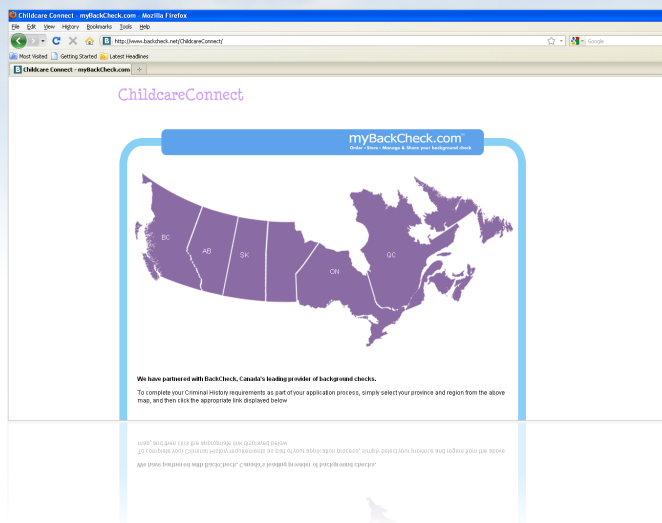 Childcare Connect - myBackCheck.com - Mozilla Firefox
File Edit View History Bookmarks Tools Help
http://www.backcheck.net/ChildcareConnect/
Google
Most Visited Getting Started Latest Headlines
Childcare Connect - myBackCheck.com
ChildcareConnect
myBackCheck.com™
Order · Store · Manage & Share your background check
BC
AB
SK
ON
QC
We have partnered with BackCheck, Canada's leading provider of background checks.
To complete your Criminal History requirements as part of your application process, simply select your province and region from the above
map, and then click the appropriate link displayed below